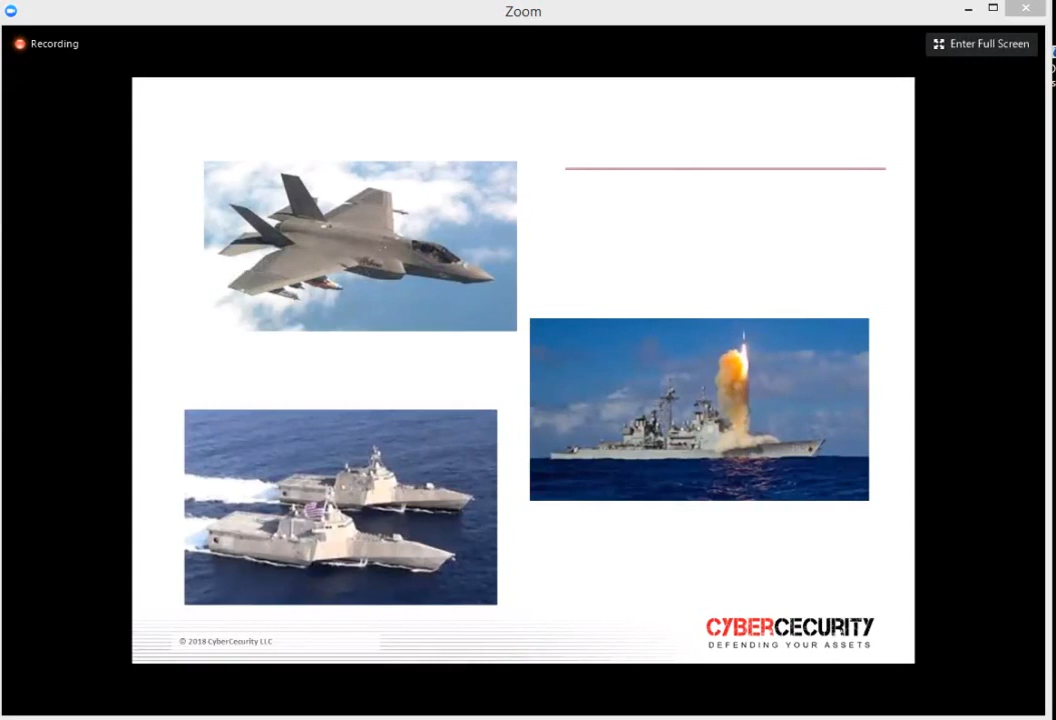 Zoom
Recording
Enter Full Screen
© 2018 CyberCecurity LLC
CYBERCECURITY
DEFENDING YOUR ASSETS